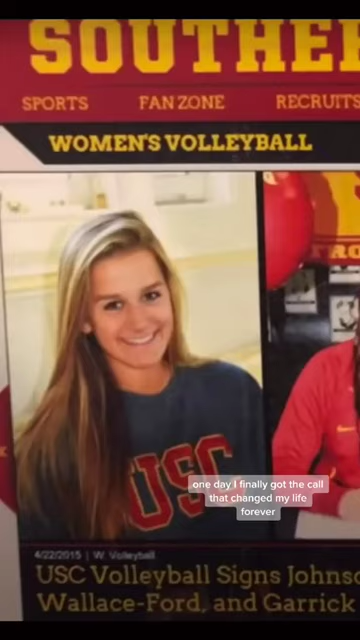 SOUTHE
SPORTS FAN ZONE RECRUITS
WOMEN'S VOLLEYBALL
USC
one day I finally got the call
that changed my life
forever
4/22/2015 | W. Volleyball
USC Volleyball Signs Johnso
Wallace-Ford, and Garrick